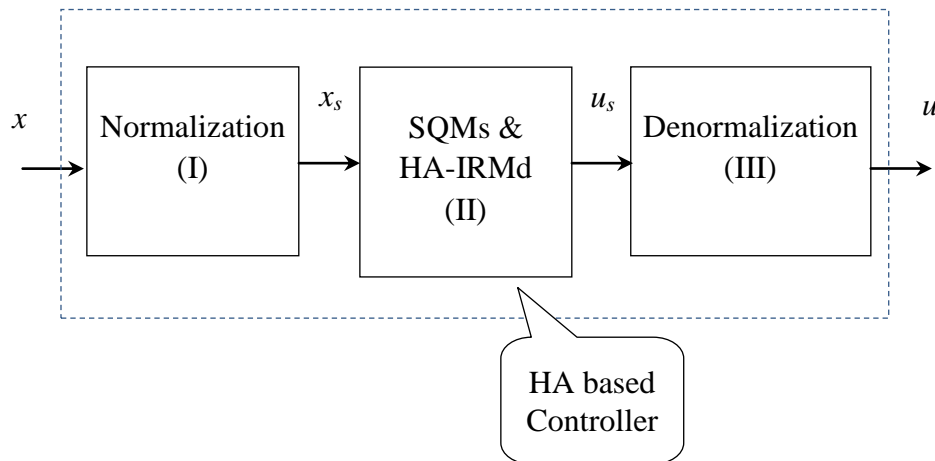 x
Normalization
(I)
x_s
SQMs &
HA-IRMd
(II)
u_s
Denormalization
(III)
u
HA based
Controller